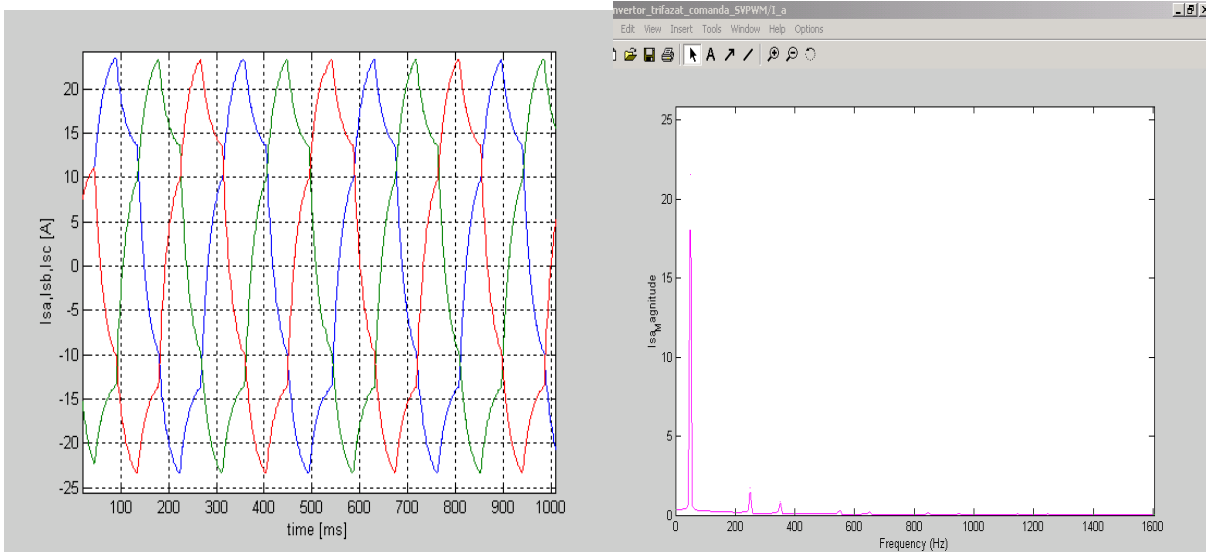 Isa,Isb,Isc [A]
20
15
10
5
0
-5
-10
-15
-20
-25
100 200 300 400 500 600 700 800 900 1000
time [ms]
nvertor_trifazat_comanda_SVPWM/I_a
Edit View Insert Tools Window Help Options
A
Isa_Magnitude
25
20
15
10
5
0
0 200 400 600 800 1000 1200 1400 1600
Frequency (Hz)